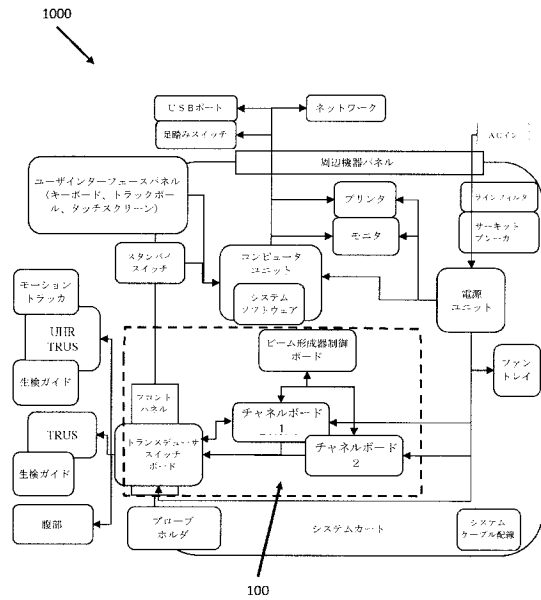 1000
USBポート
ネットワーク
足踏みスイッチ
ACイン
周辺機器パネル
ユーザインターフェースパネル
(キーボード、トラックボー
ル、タッチスクリーン)
プリンタ
モニタ
ラインフィルタ
サーキット
ブレーカ
スタンバイ
スイッチ
コンピュータ
ユニット
システム
ソフトウェア
電源
ユニット
モーション
トラッカ
UHR
TRUS
生検ガイド
ビーム形成器制御
ボード
ファン
トレイ
フロント
パネル
チャネルボード
1
TRUS
トランスデューサ
スイッチ
ボード
チャネルボード
2
生検ガイド
腹部
プローブ
ホルダ
システムカート
システム
ケーブル配線
100